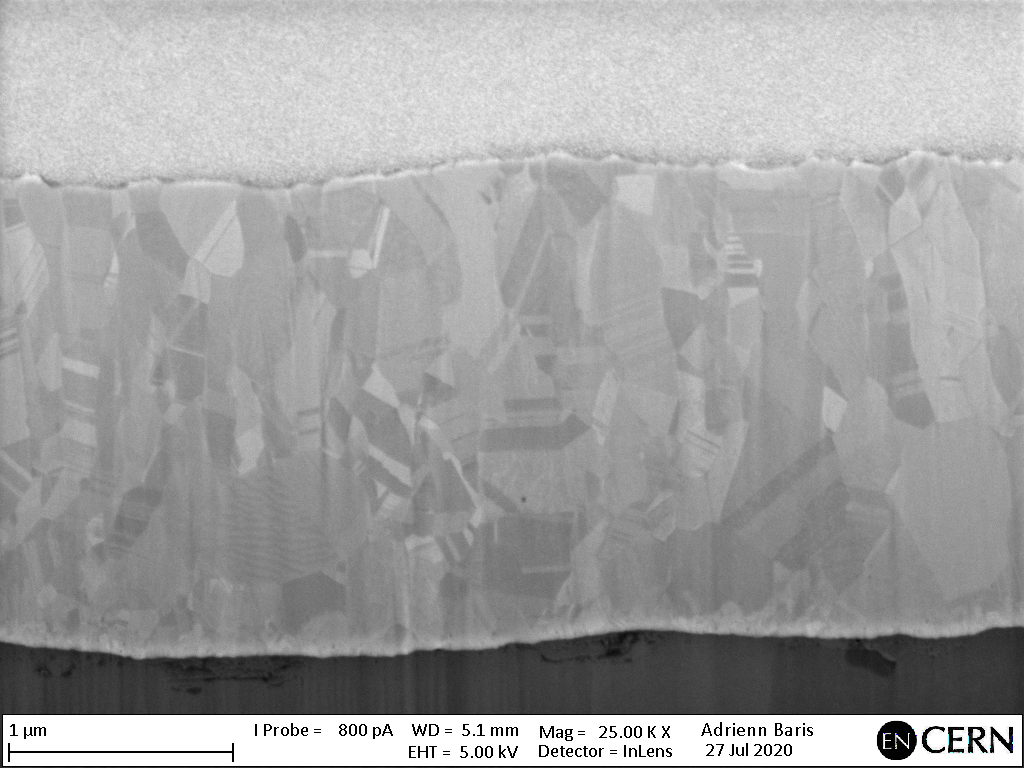 1 µm
I Probe = 800 pA WD = 5.1 mm Mag = 25.00 K X Adrienn Baris
EHT = 5.00 kV Detector = InLens 27 Jul 2020
EN CERN